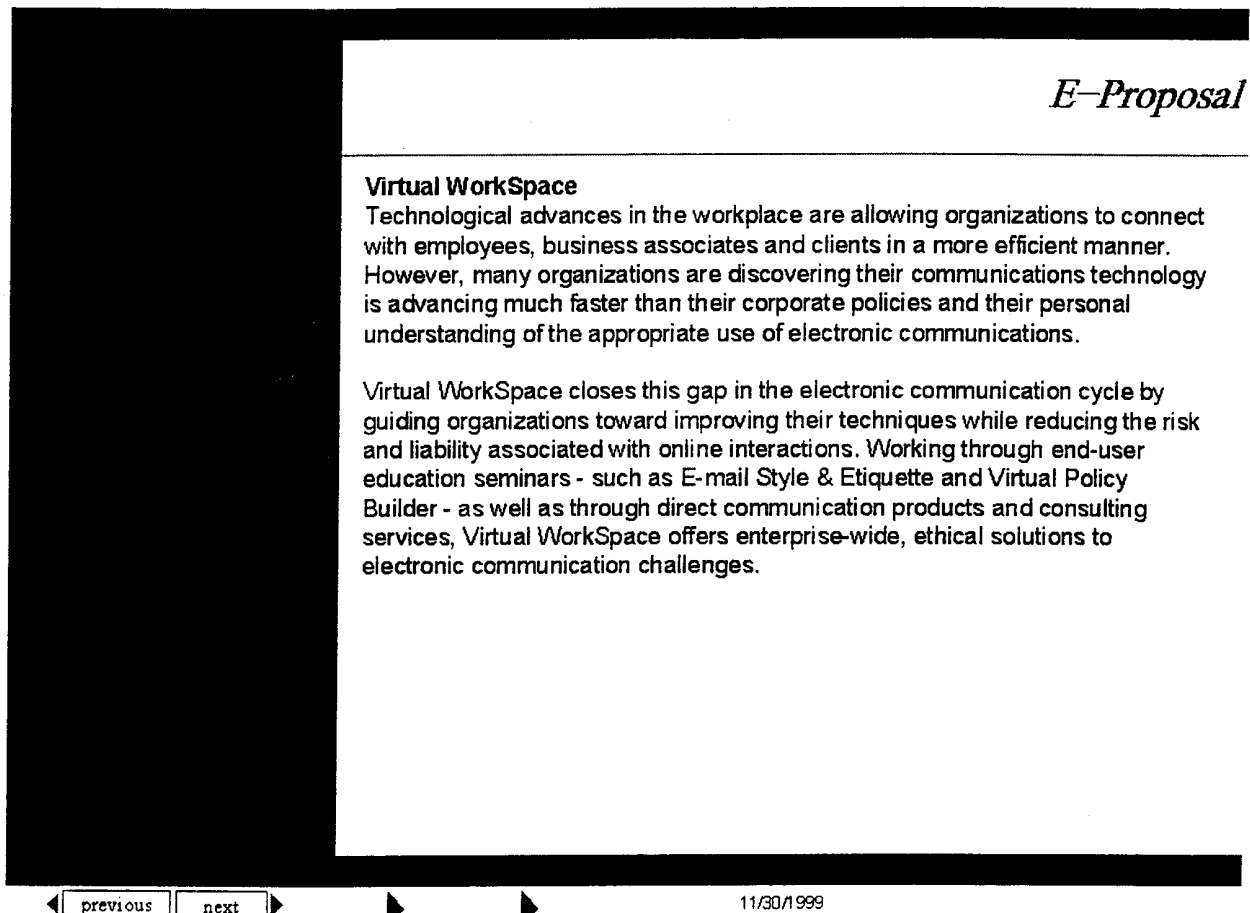 E-Proposal
Virtual WorkSpace
Technological advances in the workplace are allowing organizations to connect
with employees, business associates and clients in a more efficient manner.
However, many organizations are discovering their communications technology
is advancing much faster than their corporate policies and their personal
understanding of the appropriate use of electronic communications.
Virtual WorkSpace closes this gap in the electronic communication cycle by
guiding organizations toward improving their techniques while reducing the risk
and liability associated with online interactions. Working through end-user
education seminars - such as E-mail Style & Etiquette and Virtual Policy
Builder - as well as through direct communication products and consulting
services, Virtual WorkSpace offers enterprise-wide, ethical solutions to
electronic communication challenges.
previous next 11/30/1999